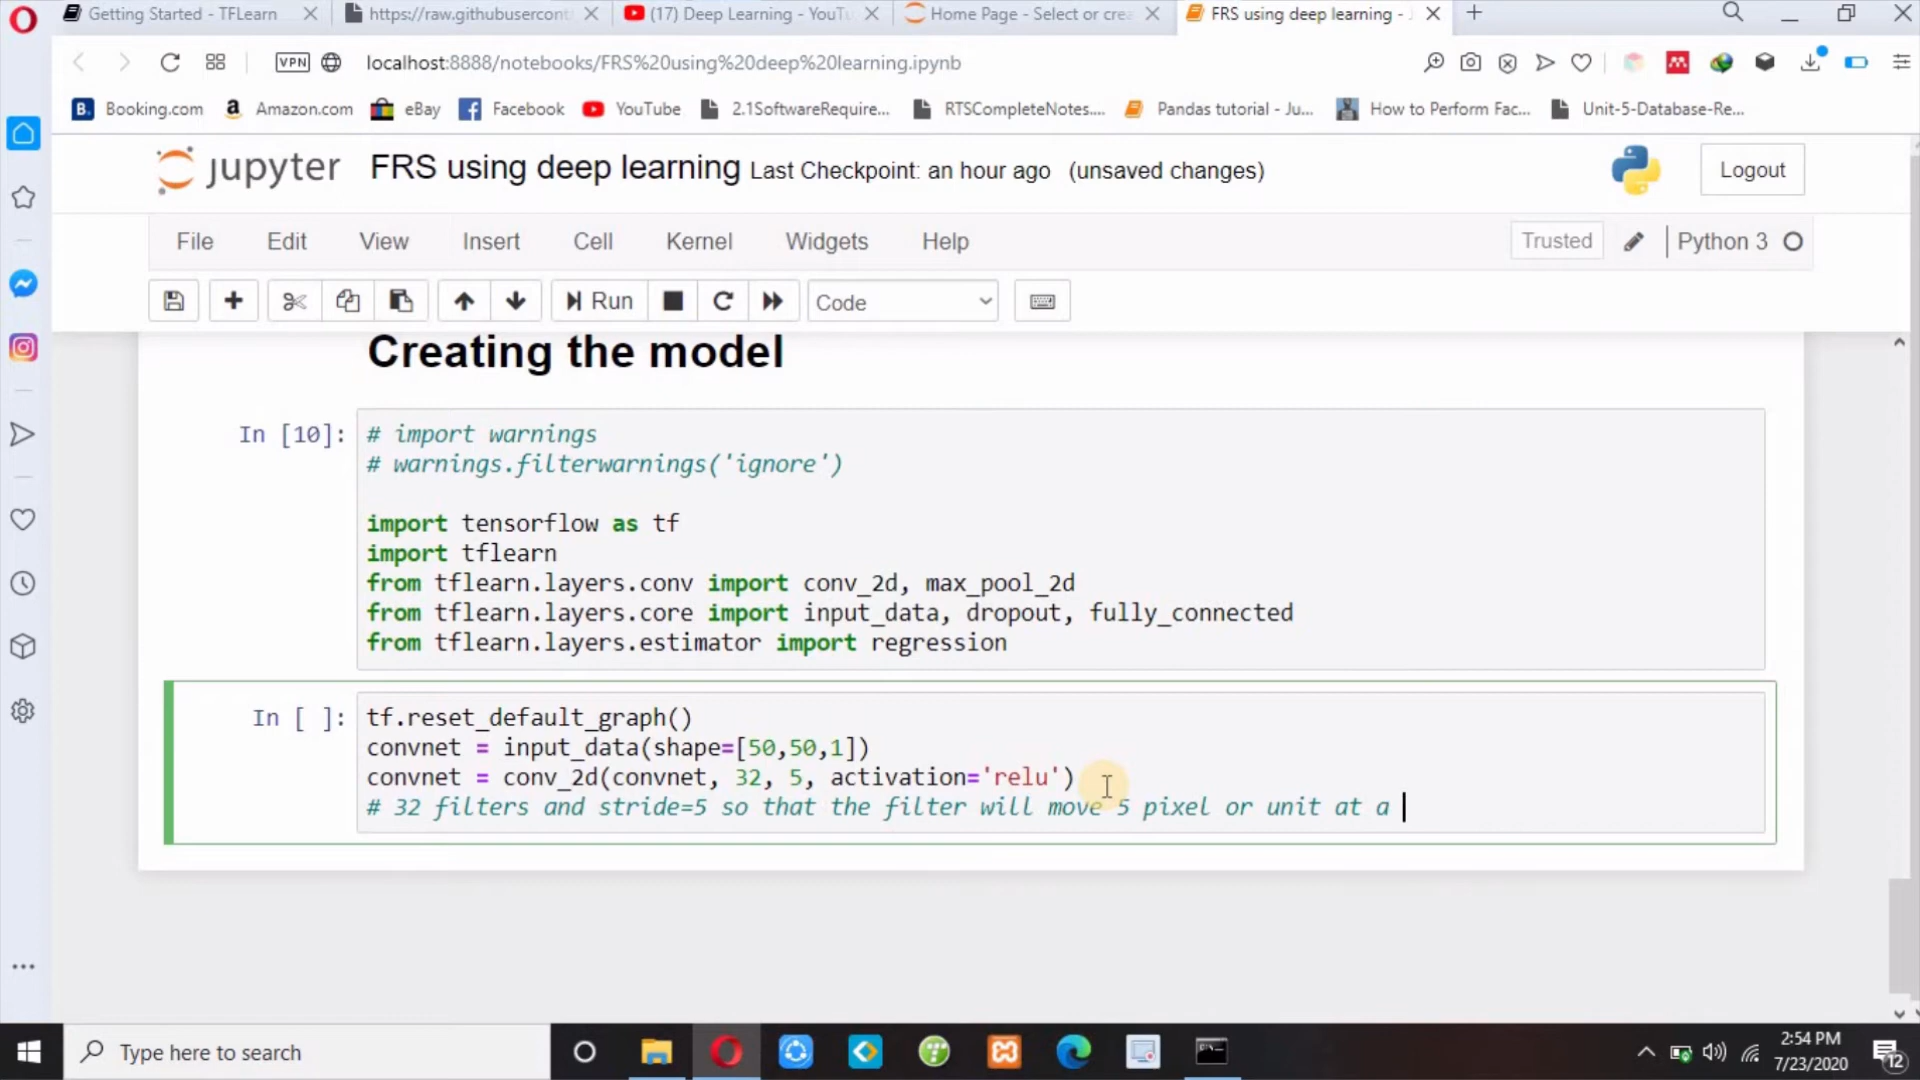 Getting Started - TFLearn
https://raw.githubusercont
(17) Deep Learning - YouTu
Home Page - Select or crea
FRS using deep learning - J
VPN
localhost:8888/notebooks/FRS%20using%20deep%20learning.ipynb
B. Booking.com
a Amazon.com
eBay
Facebook
YouTube
2.1SoftwareRequire...
RTSCompleteNotes....
Pandas tutorial - Ju...
How to Perform Fac...
Unit-5-Database-Re...
jupyter
FRS using deep learning Last Checkpoint: an hour ago (unsaved changes)
Logout
File Edit View Insert Cell Kernel Widgets Help
Trusted
Python 3
Run
Code
Creating the model
In [10]:
# import warnings
# warnings.filterwarnings('ignore')
import tensorflow as tf
import tflearn
from tflearn.layers.conv import conv_2d, max_pool_2d
from tflearn.layers.core import input_data, dropout, fully_connected
from tflearn.layers.estimator import regression
In [ ]:
tf.reset_default_graph()
convnet = input_data(shape=[50,50,1])
convnet = conv_2d(convnet, 32, 5, activation='relu')
# 32 filters and stride=5 so that the filter will move 5 pixel or unit at a
Type here to search
2:54 PM
7/23/2020
12